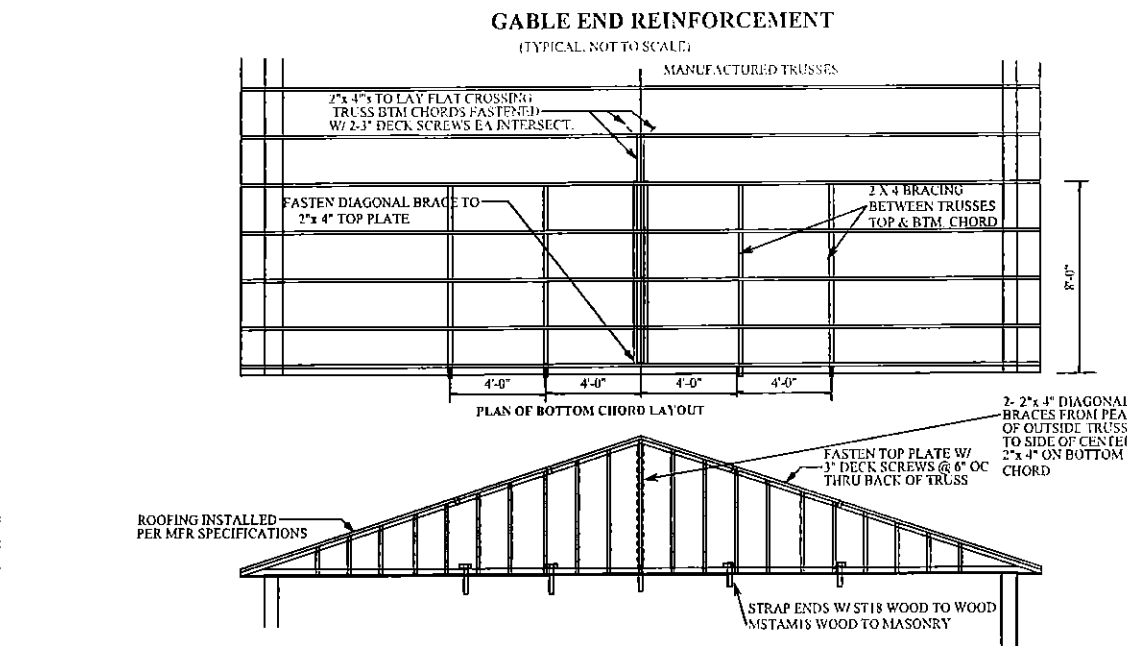 GABLE END REINFORCEMENT
(TYPICAL, NOT TO SCALE)
MANUFACTURED TRUSSES
2"x 4"'s TO LAY FLAT CROSSING
TRUSS BTM CHORDS FASTENED
W/ 2-3" DECK SCREWS EA INTERSECT.
FASTEN DIAGONAL BRACE TO
2"x 4" TOP PLATE
2 X 4 BRACING
BETWEEN TRUSSES
TOP & BTM. CHORD
8'-0"
4'-0" 4'-0" 4'-0" 4'-0"
PLAN OF BOTTOM CHORD LAYOUT
2- 2"x 4" DIAGONAL
BRACES FROM PEA
OF OUTSIDE TRUSS
TO SIDE OF CENTE
2"x 4" ON BOTTOM
CHORD
FASTEN TOP PLATE W/
3" DECK SCREWS @ 6" OC
THRU BACK OF TRUSS
ROOFING INSTALLED
PER MFR SPECIFICATIONS
STRAP ENDS W/ ST18 WOOD TO WOOD
MSTAM18 WOOD TO MASONRY